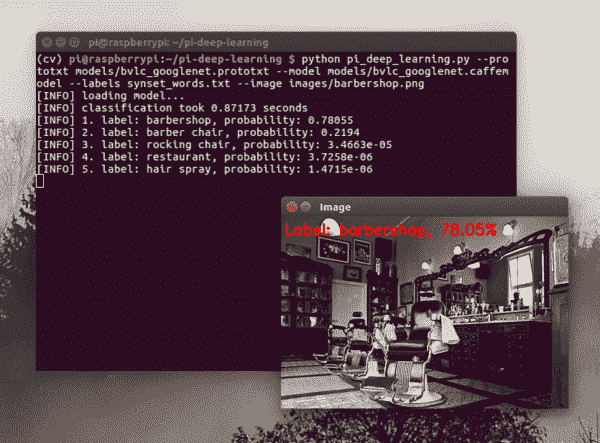 pi@raspberrypi: ~/pi-deep-learning
(cv) pi@raspberrypi:~/pi-deep-learning $ python pi_deep_learning.py --pro
totxt models/bvlc_googlenet.prototxt --model models/bvlc_googlenet.caffem
odel --labels synset_words.txt --image images/barbershop.png
[INFO] loading model...
[INFO] classification took 0.87173 seconds
[INFO] 1. label: barbershop, probability: 0.78055
[INFO] 2. label: barber chair, probability: 0.2194
[INFO] 3. label: rocking chair, probability: 3.4663e-05
[INFO] 4. label: restaurant, probability: 3.7258e-06
[INFO] 5. label: hair spray, probability: 1.4715e-06
Image
Label: barbershop, 78.05%